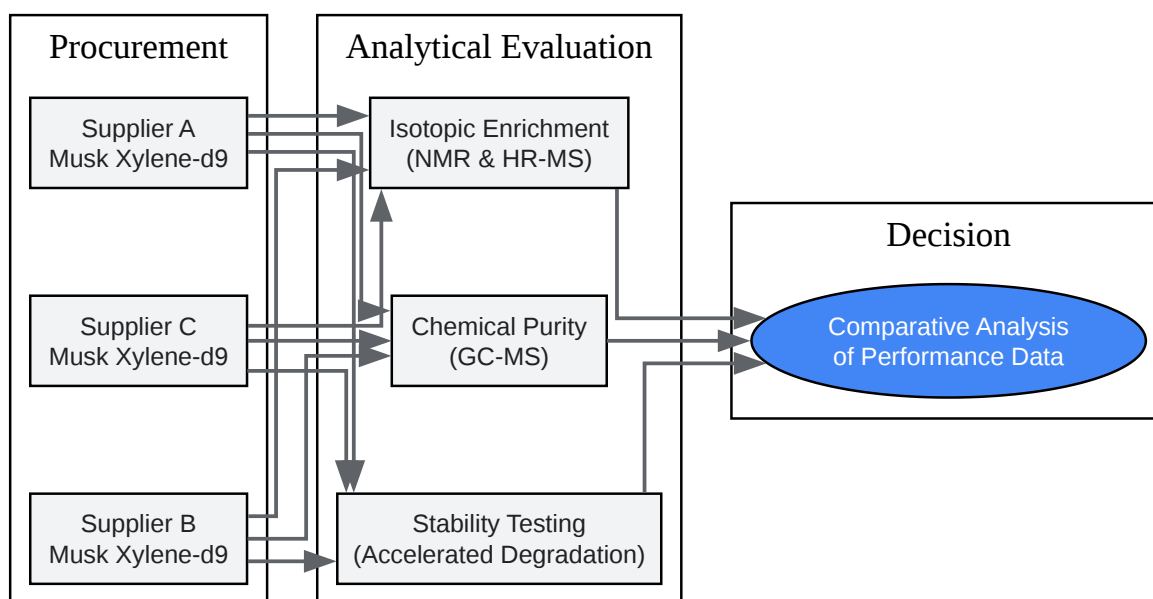 Procurement
Supplier A
Musk Xylene-d9
Supplier C
Musk Xylene-d9
Supplier B
Musk Xylene-d9
Analytical Evaluation
Isotopic Enrichment
(NMR & HR-MS)
Chemical Purity
(GC-MS)
Stability Testing
(Accelerated Degradation)
Decision
Comparative Analysis
of Performance Data